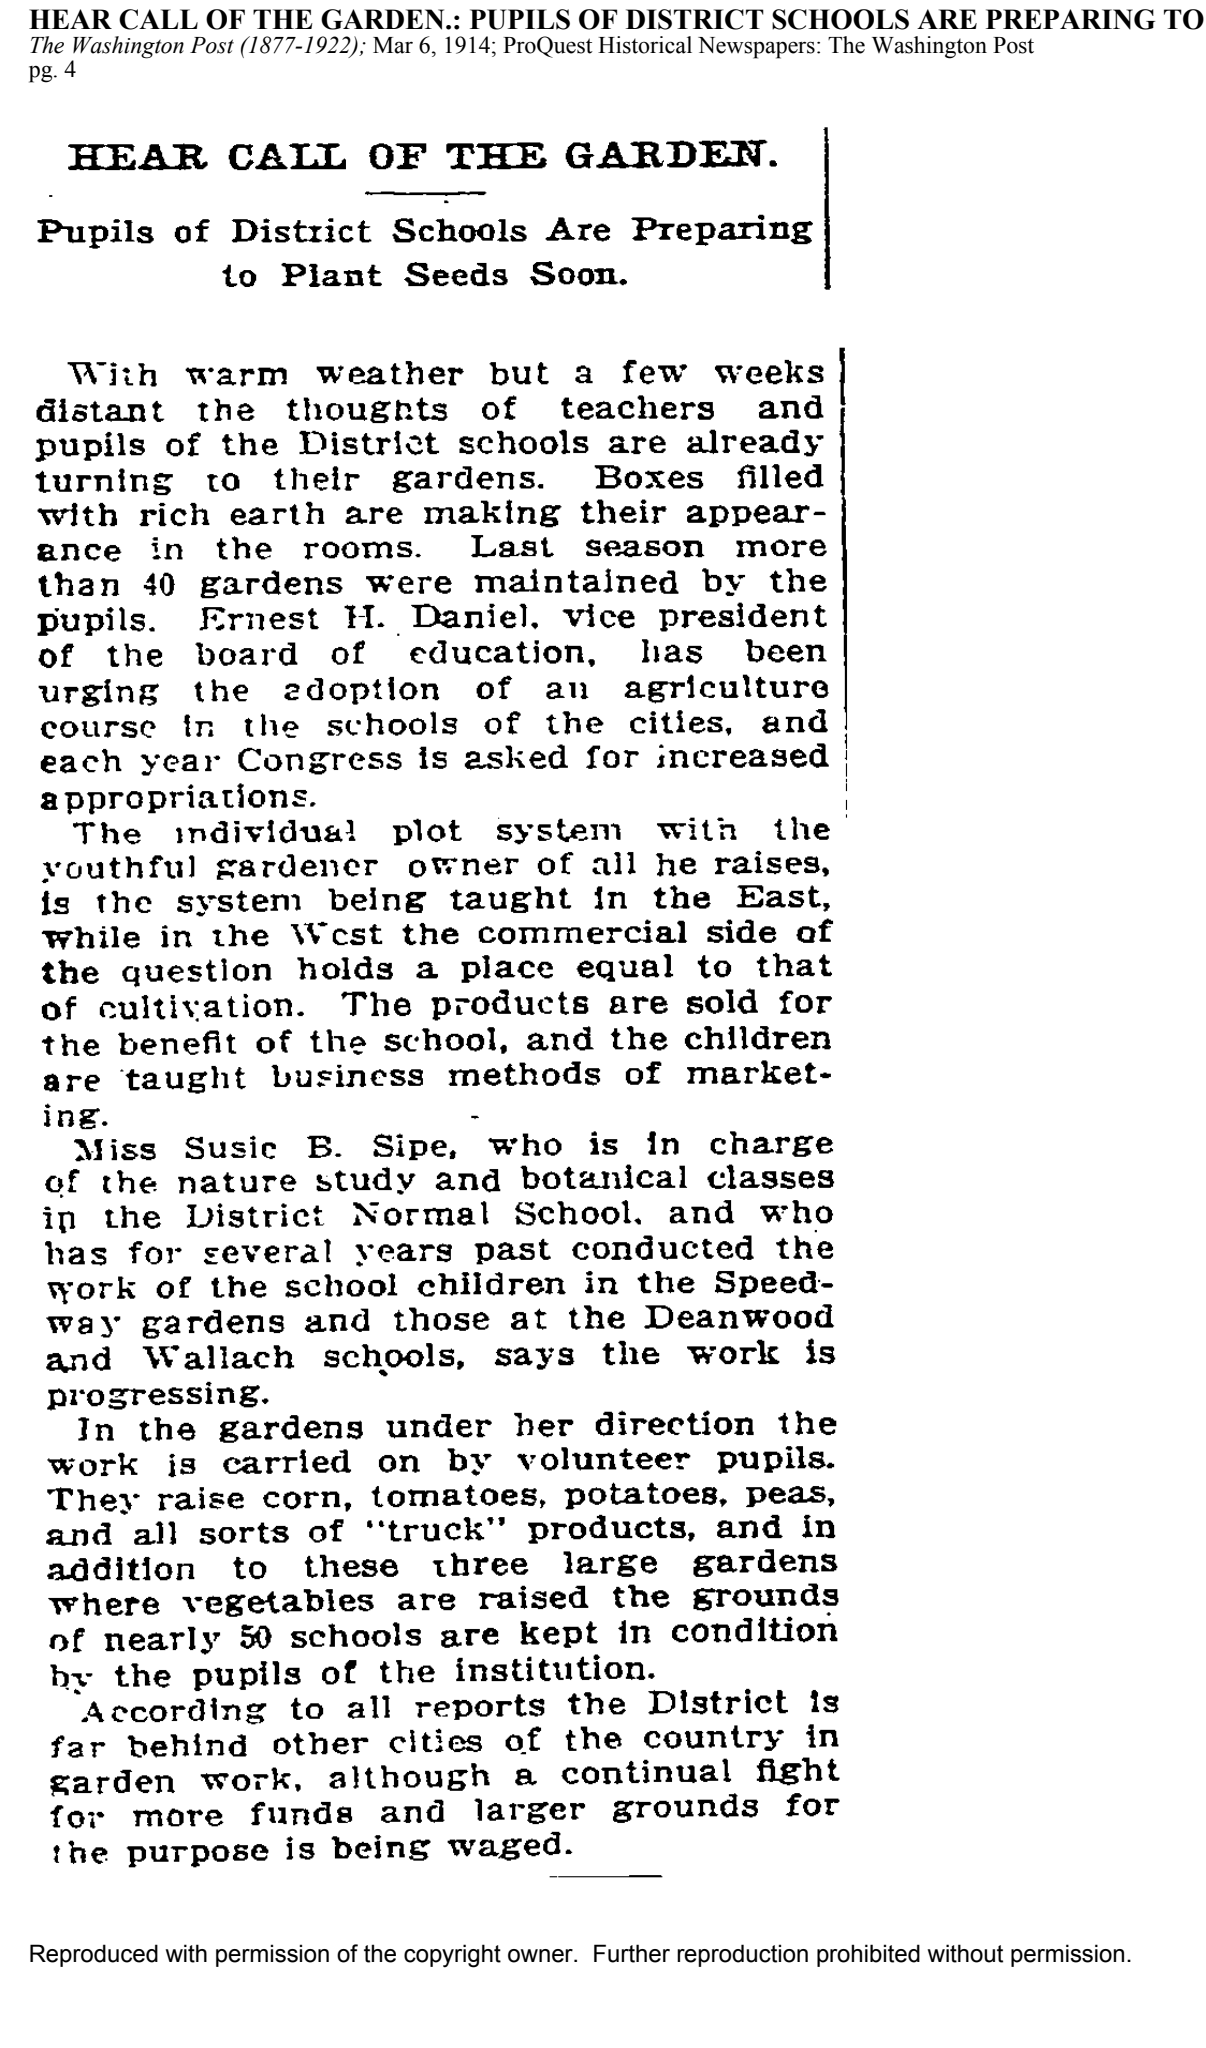 HEAR CALL OF THE GARDEN.: PUPILS OF DISTRICT SCHOOLS ARE PREPARING TO
The Washington Post (1877-1922); Mar 6, 1914; ProQuest Historical Newspapers: The Washington Post
pg. 4
HEAR CALL OF THE GARDEN.
Pupils of District Schools Are Preparing
to Plant Seeds Soon.
With warm weather but a few weeks
distant the thoughts of teachers and
pupils of the District schools are already
turning to their gardens. Boxes filled
with rich earth are making their appear-
ance in the rooms. Last season more
than 40 gardens were maintained by the
pupils. Ernest H. Daniel, vice president
of the board of education, has been
urging the adoption of an agriculture
course in the schools of the cities, and
each year Congress is asked for increased
appropriations.
The individual plot system with the
youthful gardener owner of all he raises,
is the system being taught in the East,
while in the West the commercial side of
the question holds a place equal to that
of cultivation. The products are sold for
the benefit of the school, and the children
are taught business methods of market-
ing.
Miss Susie B. Sipe, who is in charge
of the nature study and botanical classes
in the District Normal School, and who
has for several years past conducted the
work of the school children in the Speed-
way gardens and those at the Deanwood
and Wallach schools, says the work is
progressing.
In the gardens under her direction the
work is carried on by volunteer pupils.
They raise corn, tomatoes, potatoes, peas,
and all sorts of "truck" products, and in
addition to these three large gardens
where vegetables are raised the grounds
of nearly 50 schools are kept in condition
by the pupils of the institution.
According to all reports the District is
far behind other cities of the country in
garden work, although a continual fight
for more funds and larger grounds for
the purpose is being waged.
Reproduced with permission of the copyright owner. Further reproduction prohibited without permission.